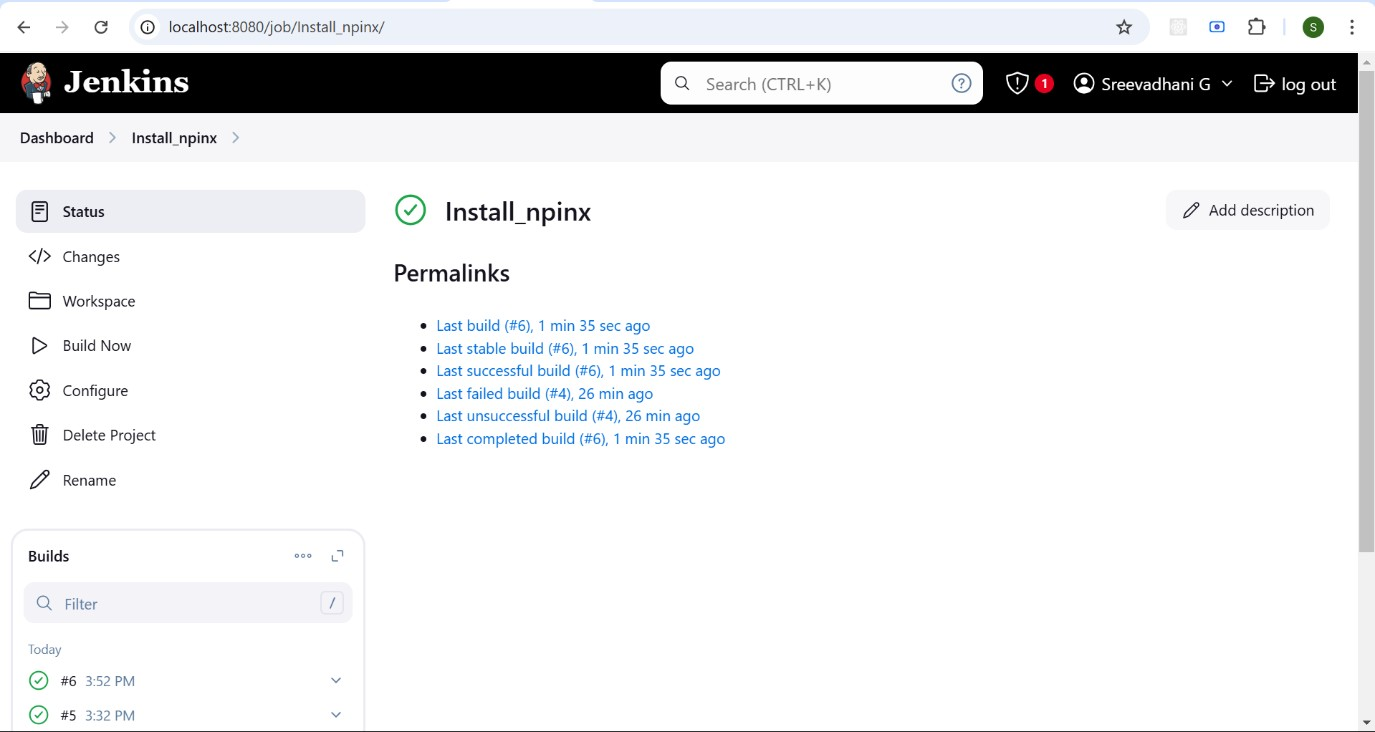 localhost:8080/job/Install_npinx/
S
Jenkins
Search (CTRL+K)
?
1
Sreevadhani G
log out
Dashboard
Install_npinx
Status
Changes
Workspace
Build Now
Configure
Delete Project
Rename
Install_npinx
Add description
Permalinks
Last build (#6), 1 min 35 sec ago
Last stable build (#6), 1 min 35 sec ago
Last successful build (#6), 1 min 35 sec ago
Last failed build (#4), 26 min ago
Last unsuccessful build (#4), 26 min ago
Last completed build (#6), 1 min 35 sec ago
Builds
Filter
/
Today
#6 3:52 PM
#5 3:32 PM